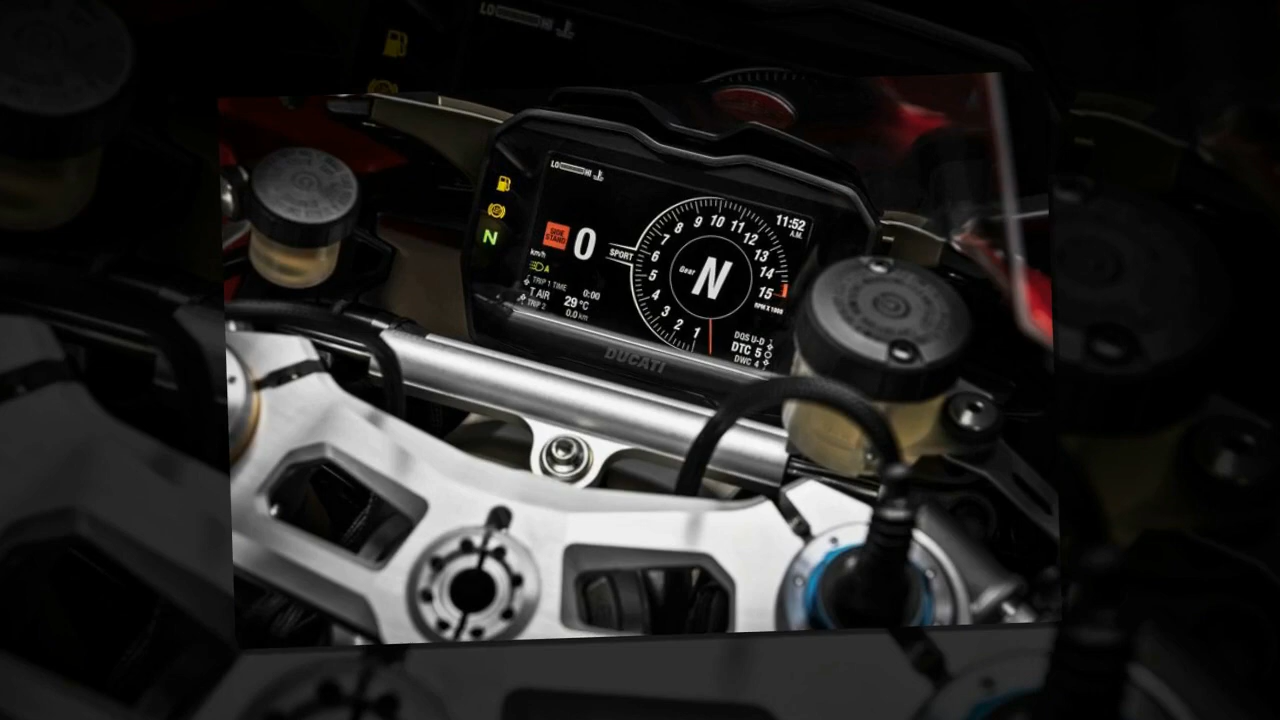 LO HI
LO HI
11:52
A.M.
SIDE
STAND
0
km/h
SPORT
N
A
TRIP 1 TIME 0:00
T AIR 29 °C
TRIP 2 0.0 km
1 2 3 4 5 6 7 8 9 10 11 12 13 14 15
Gear N
RPM X 1000
DQS U-D
DTC 5
DWC 4
DUCATI